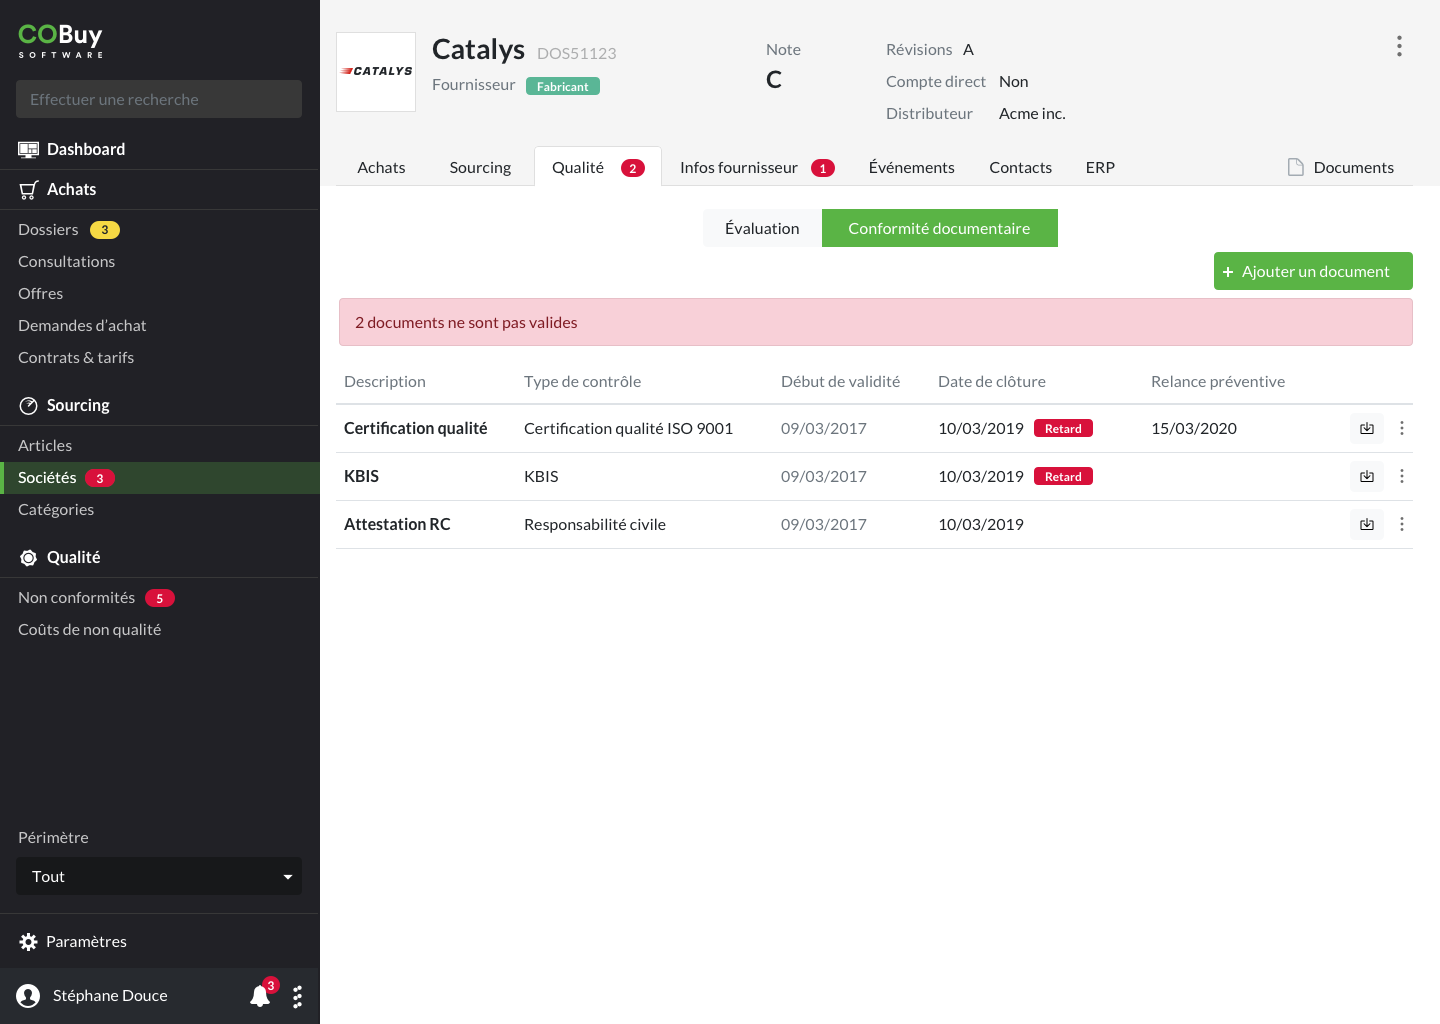 COBuy
SOFTWARE
Effectuer une recherche
Dashboard
Achats
Dossiers 3
Consultations
Offres
Demandes d’achat
Contrats & tarifs
Sourcing
Articles
Sociétés 3
Catégories
Qualité
Non conformités 5
Coûts de non qualité
Périmètre
Tout
Paramètres
Stéphane Douce 3
CATALYS
Catalys DOS51123
Fournisseur Fabricant
Note
C
Révisions A
Compte direct Non
Distributeur Acme inc.
Achats Sourcing Qualité 2 Infos fournisseur 1 Événements Contacts ERP Documents
Évaluation Conformité documentaire
+ Ajouter un document
2 documents ne sont pas valides
Description Type de contrôle Début de validité Date de clôture Relance préventive
Certification qualité Certification qualité ISO 9001 09/03/2017 10/03/2019 Retard 15/03/2020
KBIS KBIS 09/03/2017 10/03/2019 Retard
Attestation RC Responsabilité civile 09/03/2017 10/03/2019